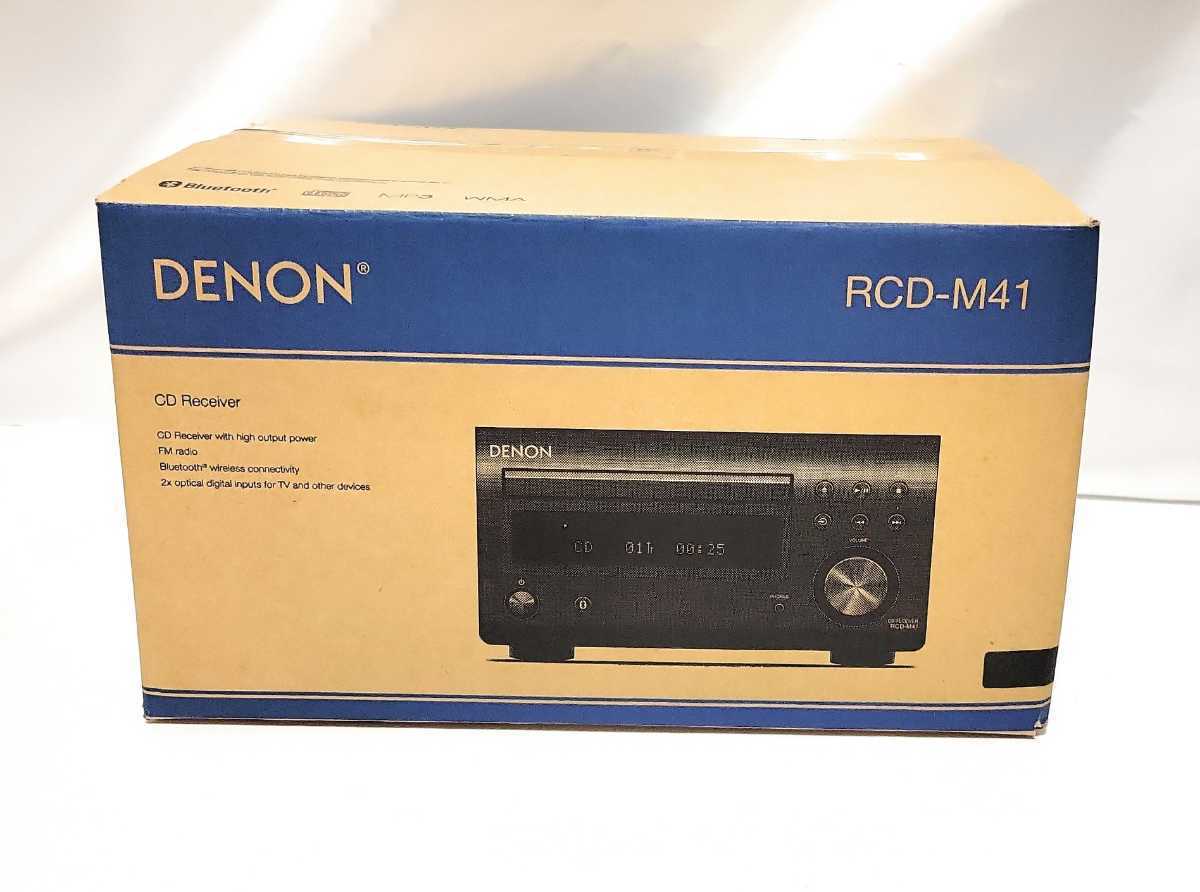 Bluetooth®
MP3
WMA
DENON®
RCD-M41
CD Receiver
CD Receiver with high output power
FM radio
Bluetooth® wireless connectivity
2x optical digital inputs for TV and other devices
DENON
CD 01Tr 00:25
VOLUME
PHONES
CD RECEIVER
RCD-M41